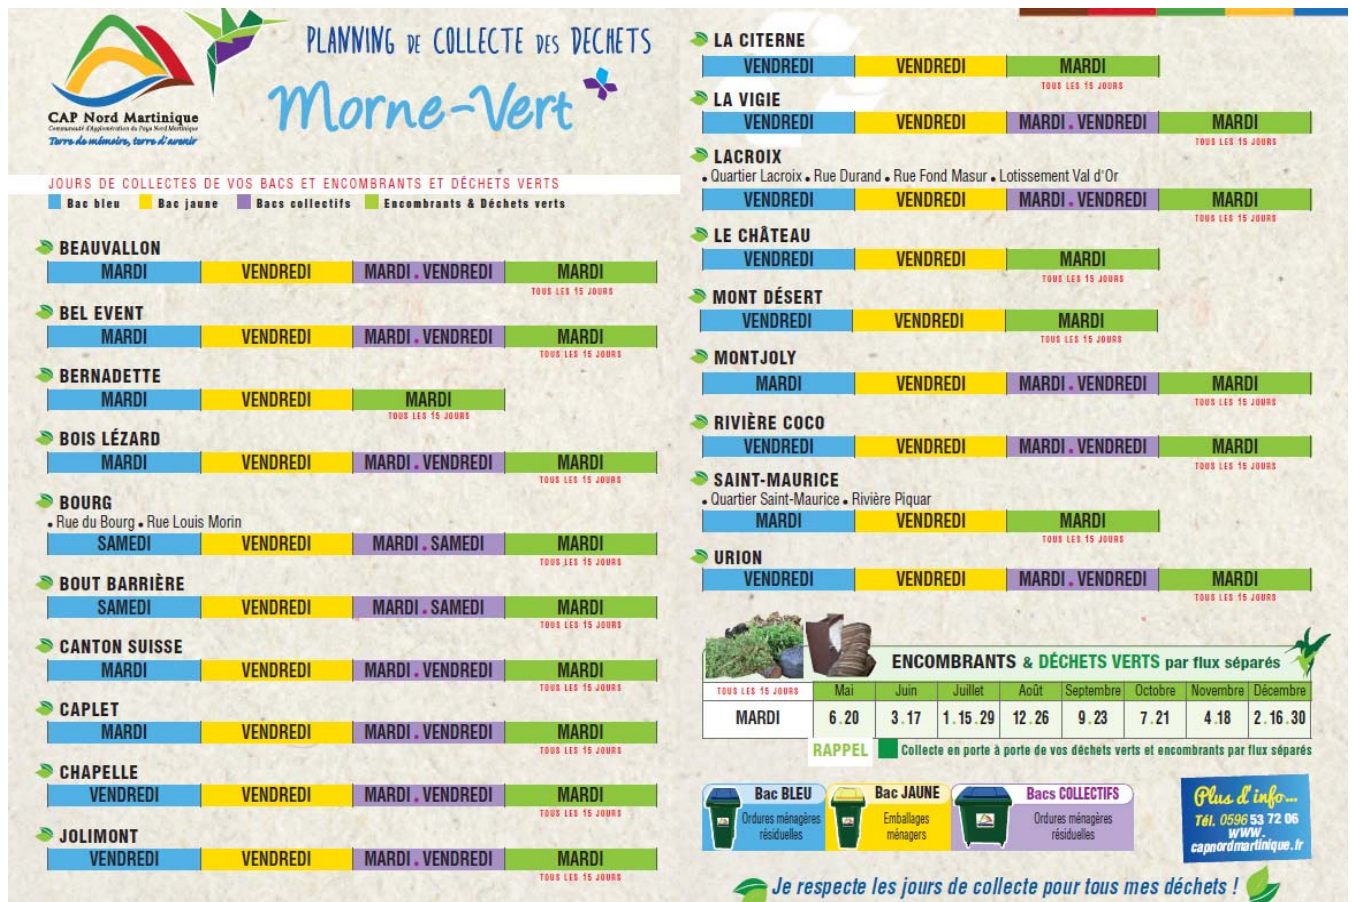 PLANNING DE COLLECTE DES DECHETS
Morne-Vert
CAP Nord Martinique
Communauté d'Agglomération du Pays Nord Martinique
Terre de mémoire, terre d'avenir
JOURS DE COLLECTES DE VOS BACS ET ENCOMBRANTS ET DÉCHETS VERTS
Bac bleu Bac jaune Bacs collectifs Encombrants & Déchets verts
BEAUVALLON
MARDI VENDREDI MARDI.VENDREDI MARDI
TOUS LES 15 JOURS
BEL EVENT
MARDI VENDREDI MARDI.VENDREDI MARDI
TOUS LES 15 JOURS
BERNADETTE
MARDI VENDREDI MARDI
TOUS LES 15 JOURS
BOIS LÉZARD
MARDI VENDREDI MARDI.VENDREDI MARDI
TOUS LES 15 JOURS
BOURG
• Rue du Bourg • Rue Louis Morin
SAMEDI VENDREDI MARDI.SAMEDI MARDI
TOUS LES 15 JOURS
BOUT BARRIÈRE
SAMEDI VENDREDI MARDI.SAMEDI MARDI
TOUS LES 15 JOURS
CANTON SUISSE
MARDI VENDREDI MARDI.VENDREDI MARDI
TOUS LES 15 JOURS
CAPLET
MARDI VENDREDI MARDI.VENDREDI MARDI
TOUS LES 15 JOURS
CHAPELLE
VENDREDI VENDREDI MARDI.VENDREDI MARDI
TOUS LES 15 JOURS
JOLIMONT
VENDREDI VENDREDI MARDI.VENDREDI MARDI
TOUS LES 15 JOURS
LA CITERNE
VENDREDI VENDREDI MARDI
TOUS LES 15 JOURS
LA VIGIE
VENDREDI VENDREDI MARDI.VENDREDI MARDI
TOUS LES 15 JOURS
LACROIX
• Quartier Lacroix • Rue Durand • Rue Fond Masur • Lotissement Val d'Or
VENDREDI VENDREDI MARDI.VENDREDI MARDI
TOUS LES 15 JOURS
LE CHÂTEAU
VENDREDI VENDREDI MARDI
TOUS LES 15 JOURS
MONT DÉSERT
VENDREDI VENDREDI MARDI
TOUS LES 15 JOURS
MONTJOLY
MARDI VENDREDI MARDI.VENDREDI MARDI
TOUS LES 15 JOURS
RIVIÈRE COCO
VENDREDI VENDREDI MARDI.VENDREDI MARDI
TOUS LES 15 JOURS
SAINT-MAURICE
• Quartier Saint-Maurice • Rivière Piquar
MARDI VENDREDI MARDI
TOUS LES 15 JOURS
URION
VENDREDI VENDREDI MARDI.VENDREDI MARDI
TOUS LES 15 JOURS
ENCOMBRANTS & DÉCHETS VERTS par flux séparés
TOUS LES 15 JOURS Mai Juin Juillet Août Septembre Octobre Novembre Décembre
MARDI 6.20 3.17 1.15.29 12.26 9.23 7.21 4.18 2.16.30
RAPPEL Collecte en porte à porte de vos déchets verts et encombrants par flux séparés
Bac BLEU
Ordures ménagères
résiduelles
Bac JAUNE
Emballages
ménagers
Bacs COLLECTIFS
Ordures ménagères
résiduelles
Plus d'info...
Tél. 0596 53 72 06
www.
capnordmartinique.fr
Je respecte les jours de collecte pour tous mes déchets !